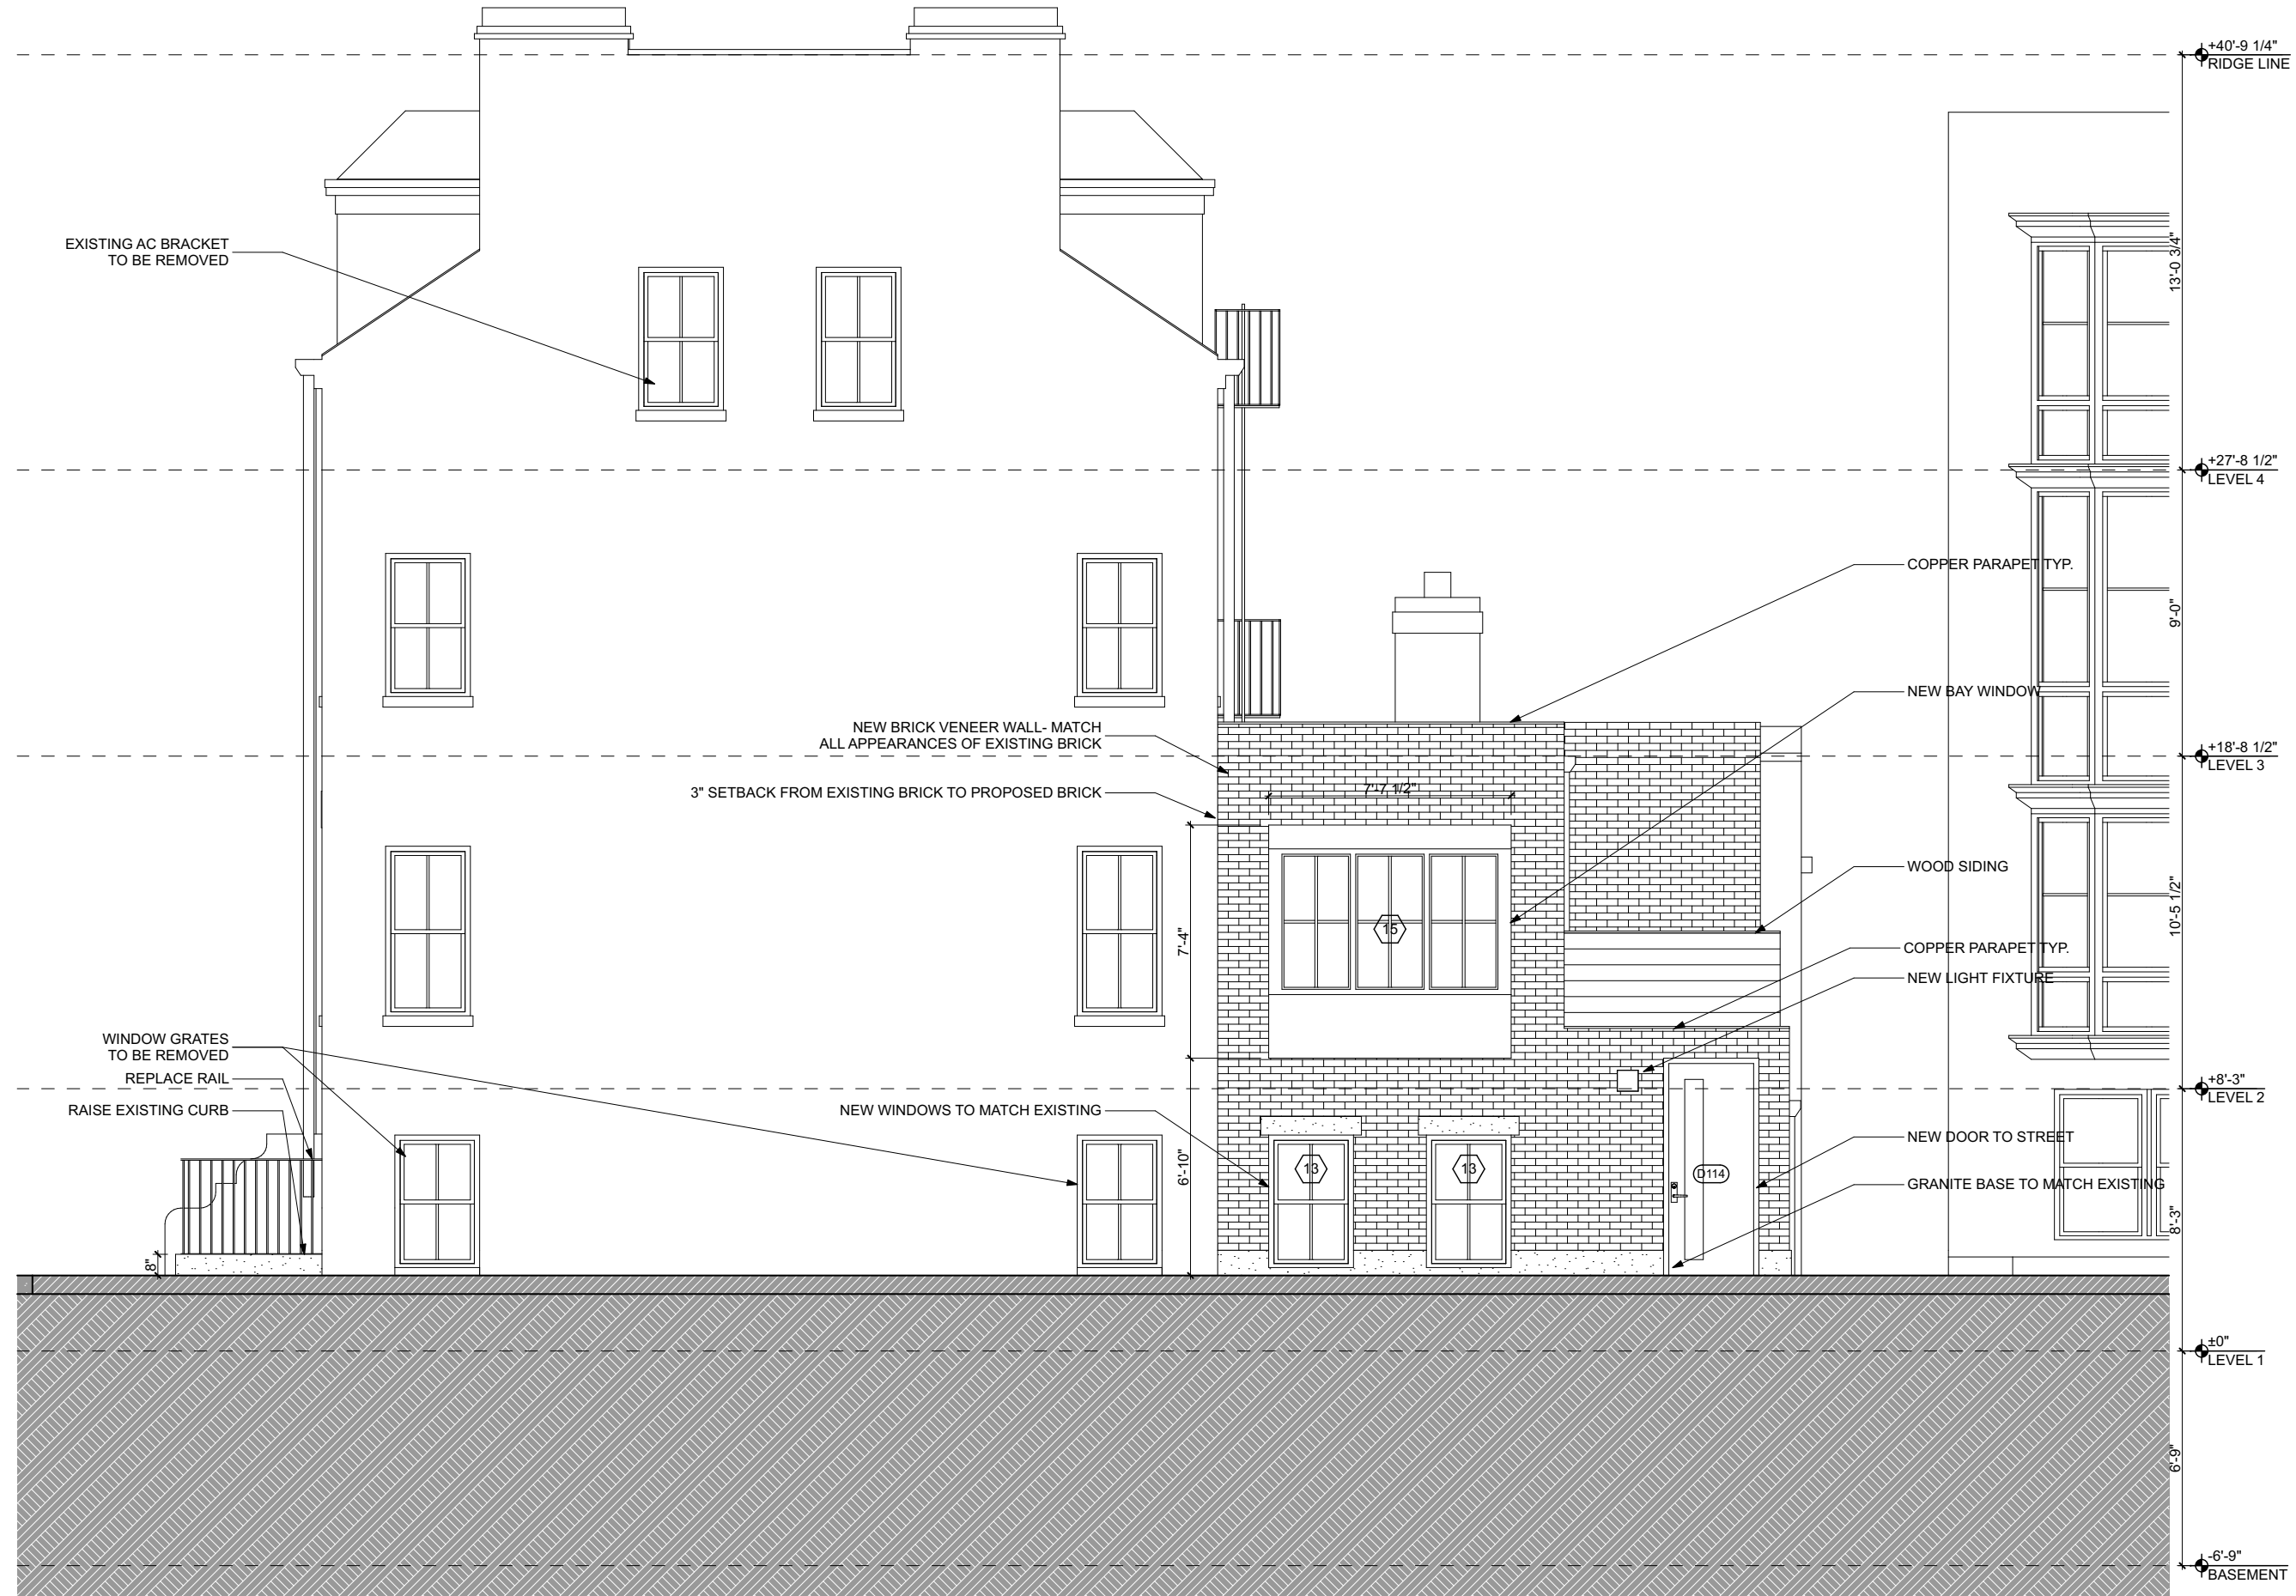 +40'-9 1/4"
RIDGE LINE
EXISTING AC BRACKET
TO BE REMOVED
13'-0 3/4"
+27'-8 1/2"
LEVEL 4
COPPER PARAPET TYP.
9'-0"
NEW BAY WINDOW
NEW BRICK VENEER WALL- MATCH
ALL APPEARANCES OF EXISTING BRICK
+18'-8 1/2"
LEVEL 3
3" SETBACK FROM EXISTING BRICK TO PROPOSED BRICK
7'-7 1/2"
WOOD SIDING
10'-5 1/2"
15
7'-4"
COPPER PARAPET TYP.
NEW LIGHT FIXTURE
WINDOW GRATES
TO BE REMOVED
REPLACE RAIL
+8'-3"
LEVEL 2
RAISE EXISTING CURB
NEW WINDOWS TO MATCH EXISTING
NEW DOOR TO STREET
6'-10"
13
13
D114
GRANITE BASE TO MATCH EXISTING
8'-3"
8"
±0"
LEVEL 1
6'-9"
-6'-9"
BASEMENT